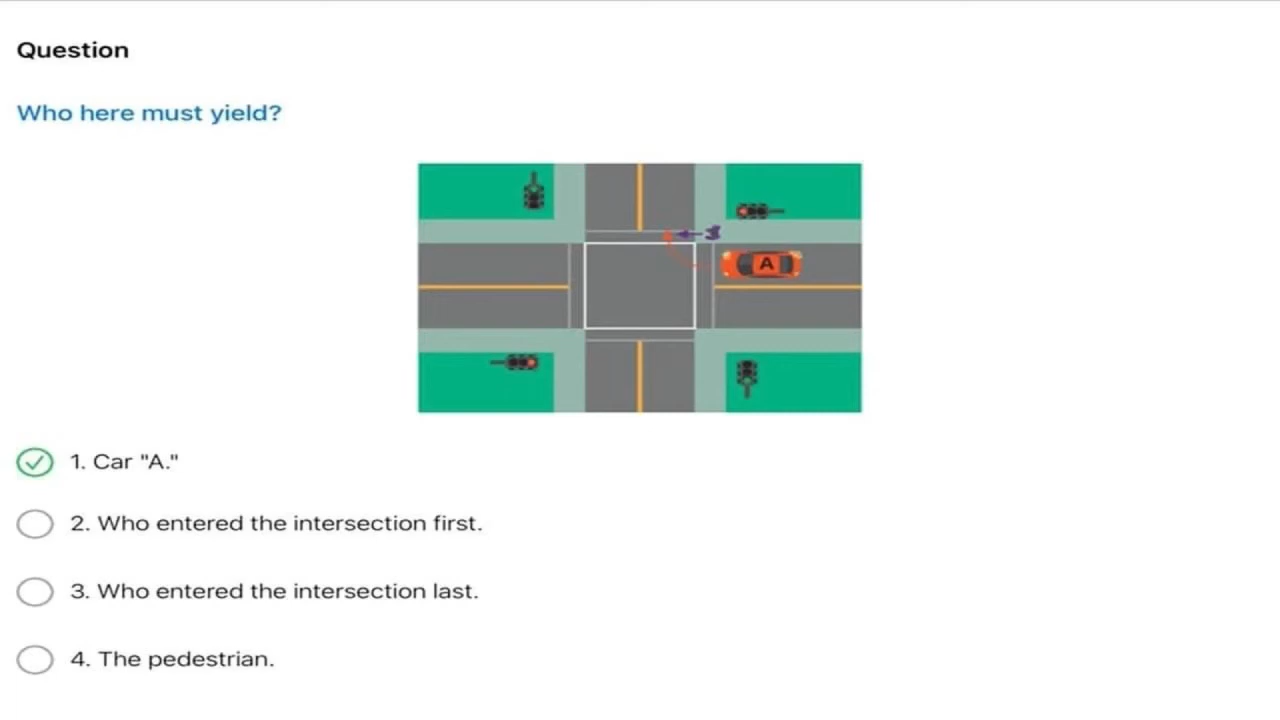 Question
Who here must yield?
A
1. Car "A."
2. Who entered the intersection first.
3. Who entered the intersection last.
4. The pedestrian.